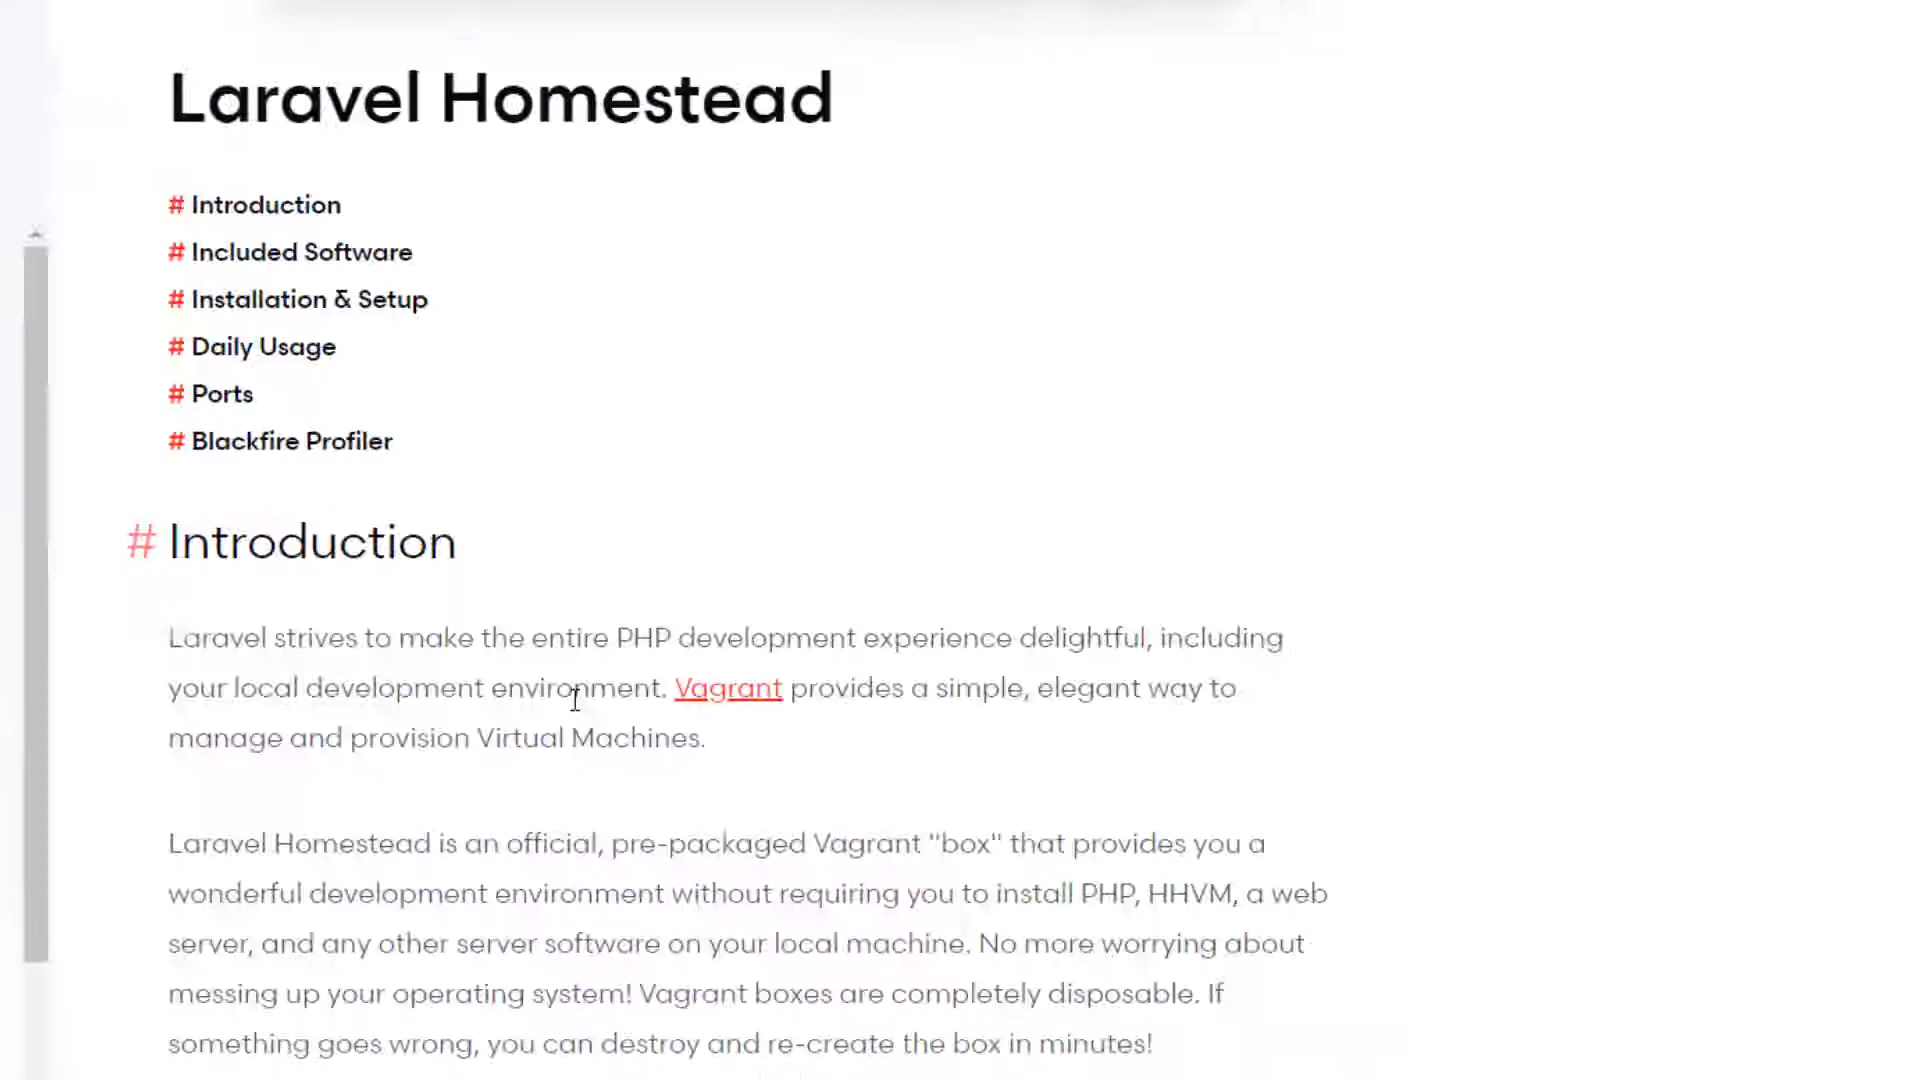 Laravel Homestead
# Introduction
# Included Software
# Installation & Setup
# Daily Usage
# Ports
# Blackfire Profiler
# Introduction
Laravel strives to make the entire PHP development experience delightful, including
your local development environment. Vagrant provides a simple, elegant way to
manage and provision Virtual Machines.
Laravel Homestead is an official, pre-packaged Vagrant "box" that provides you a
wonderful development environment without requiring you to install PHP, HHVM, a web
server, and any other server software on your local machine. No more worrying about
messing up your operating system! Vagrant boxes are completely disposable. If
something goes wrong, you can destroy and re-create the box in minutes!